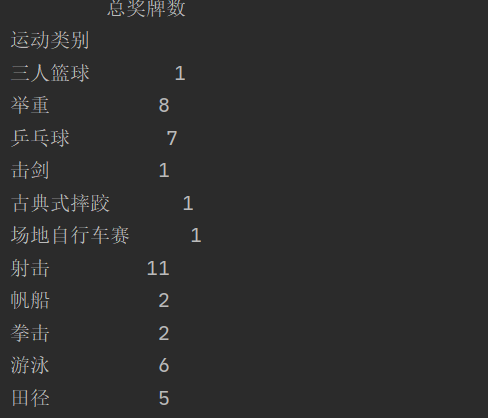 总奖牌数
运动类别
三人篮球 1
举重 8
乒乓球 7
击剑 1
古典式摔跤 1
场地自行车赛 1
射击 11
帆船 2
拳击 2
游泳 6
田径 5